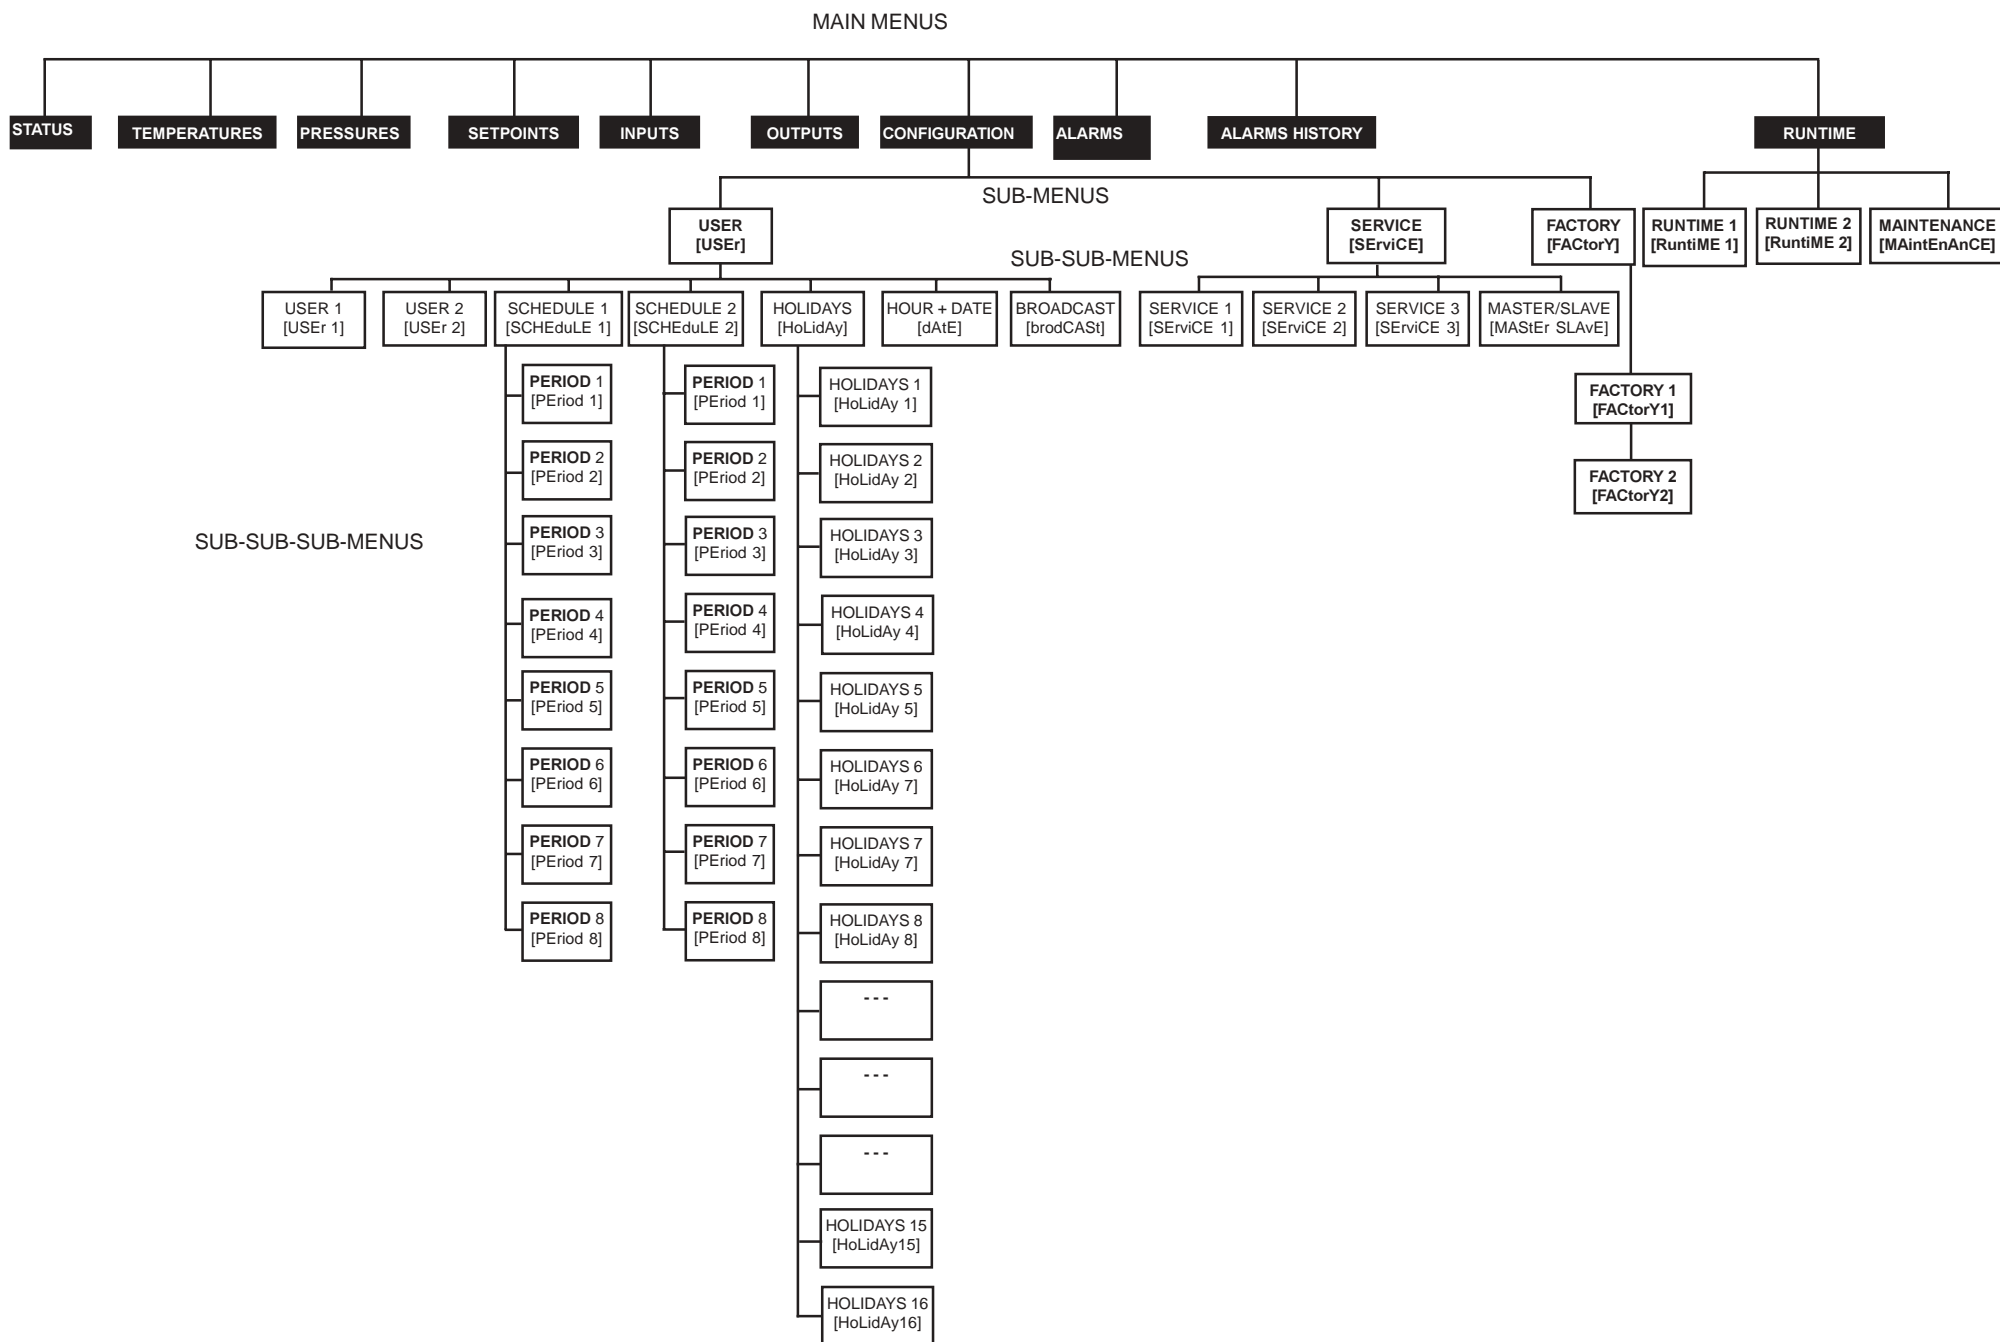 MAIN MENUS
STATUS
TEMPERATURES
PRESSURES
SETPOINTS
INPUTS
OUTPUTS
CONFIGURATION
ALARMS
ALARMS HISTORY
RUNTIME
SUB-MENUS
USER
[USEr]
SERVICE
[SErviCE]
FACTORY
[FACtorY]
RUNTIME 1
[RuntiME 1]
RUNTIME 2
[RuntiME 2]
MAINTENANCE
[MAintEnAnCE]
SUB-SUB-MENUS
USER 1
[USEr 1]
USER 2
[USEr 2]
SCHEDULE 1
[SCHEduLE 1]
SCHEDULE 2
[SCHEduLE 2]
HOLIDAYS
[HoLidAy]
HOUR + DATE
[dAtE]
BROADCAST
[brodCASt]
SERVICE 1
[SErviCE 1]
SERVICE 2
[SErviCE 2]
SERVICE 3
[SErviCE 3]
MASTER/SLAVE
[MAStEr SLAvE]
FACTORY 1
[FACtorY1]
FACTORY 2
[FACtorY2]
SUB-SUB-SUB-MENUS
PERIOD 1
[PEriod 1]
PERIOD 2
[PEriod 2]
PERIOD 3
[PEriod 3]
PERIOD 4
[PEriod 4]
PERIOD 5
[PEriod 5]
PERIOD 6
[PEriod 6]
PERIOD 7
[PEriod 7]
PERIOD 8
[PEriod 8]
PERIOD 1
[PEriod 1]
PERIOD 2
[PEriod 2]
PERIOD 3
[PEriod 3]
PERIOD 4
[PEriod 4]
PERIOD 5
[PEriod 5]
PERIOD 6
[PEriod 6]
PERIOD 7
[PEriod 7]
PERIOD 8
[PEriod 8]
HOLIDAYS 1
[HoLidAy 1]
HOLIDAYS 2
[HoLidAy 2]
HOLIDAYS 3
[HoLidAy 3]
HOLIDAYS 4
[HoLidAy 4]
HOLIDAYS 5
[HoLidAy 5]
HOLIDAYS 6
[HoLidAy 7]
HOLIDAYS 7
[HoLidAy 7]
HOLIDAYS 8
[HoLidAy 8]
- - -
- - -
- - -
HOLIDAYS 15
[HoLidAy15]
HOLIDAYS 16
[HoLidAy16]